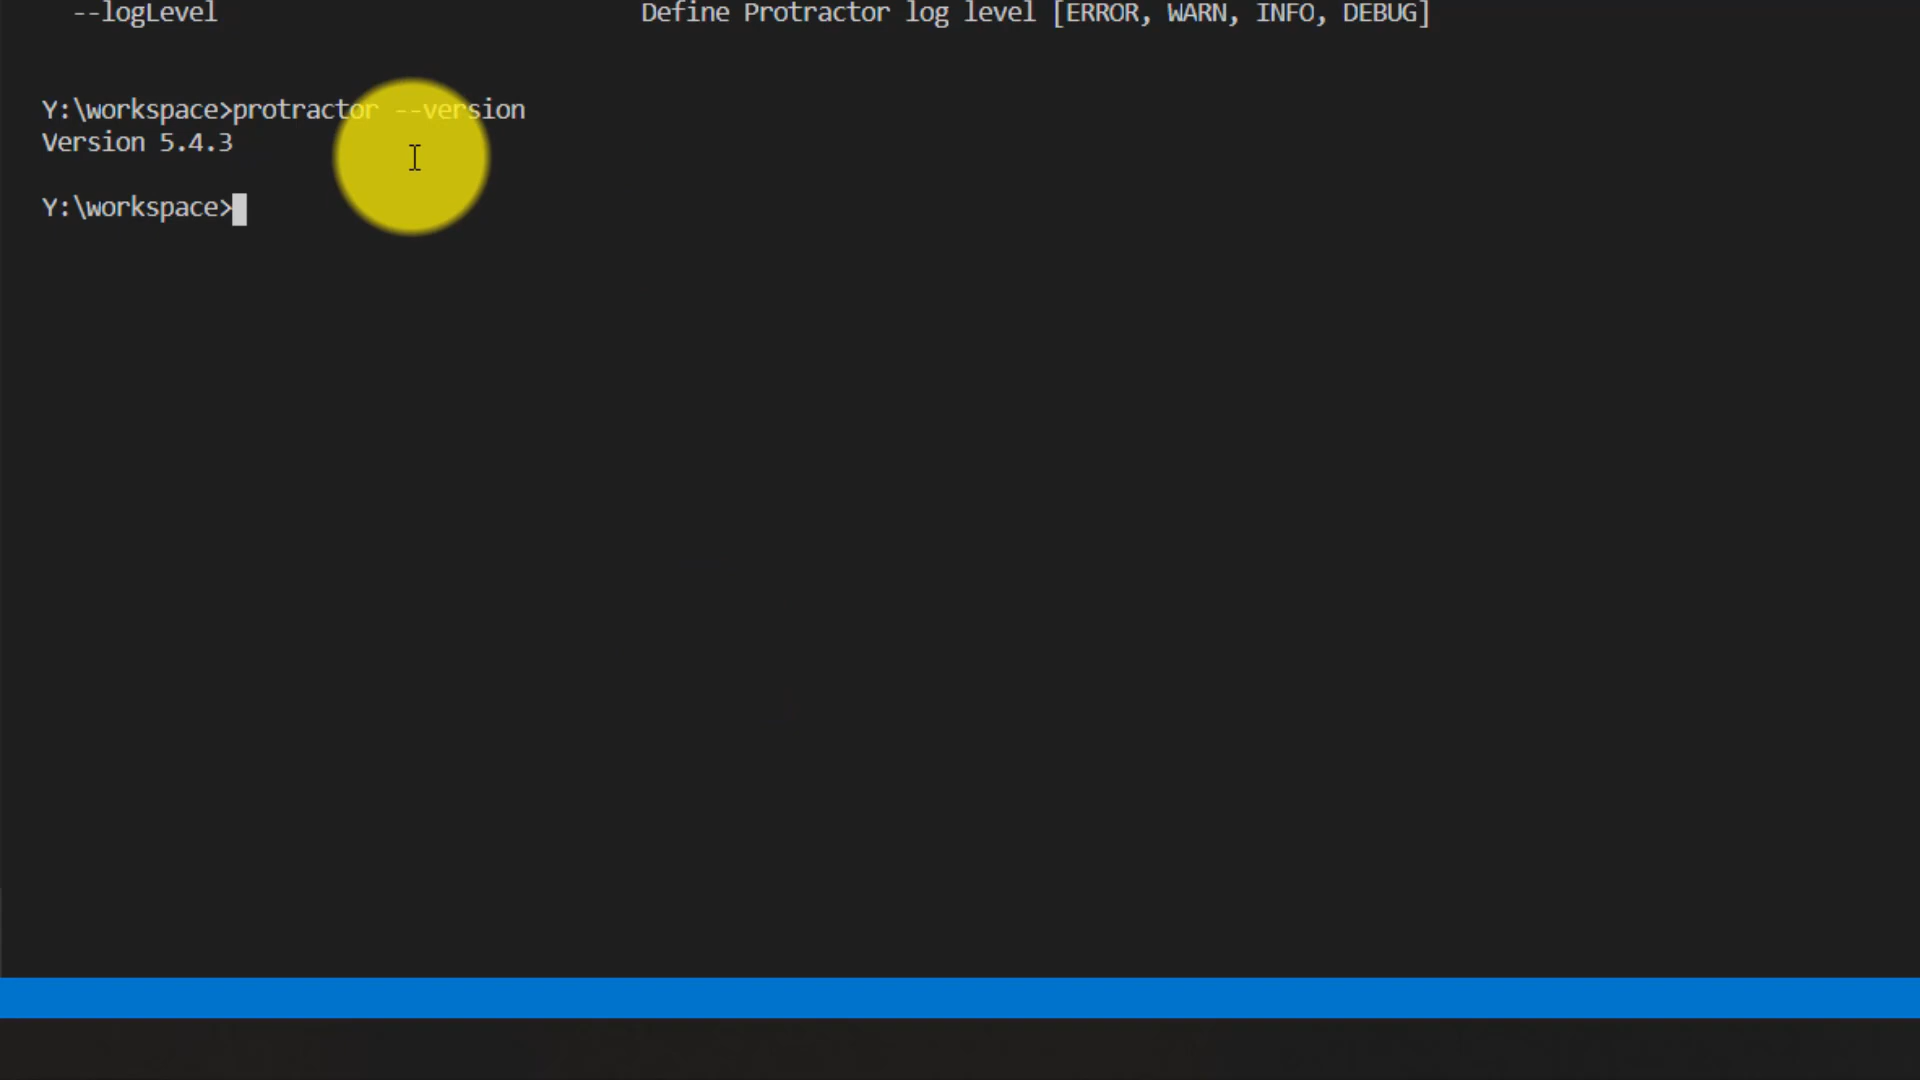 --logLevel Define Protractor log level [ERROR, WARN, INFO, DEBUG]
Y:\workspace>protractor --version
Version 5.4.3
Y:\workspace>